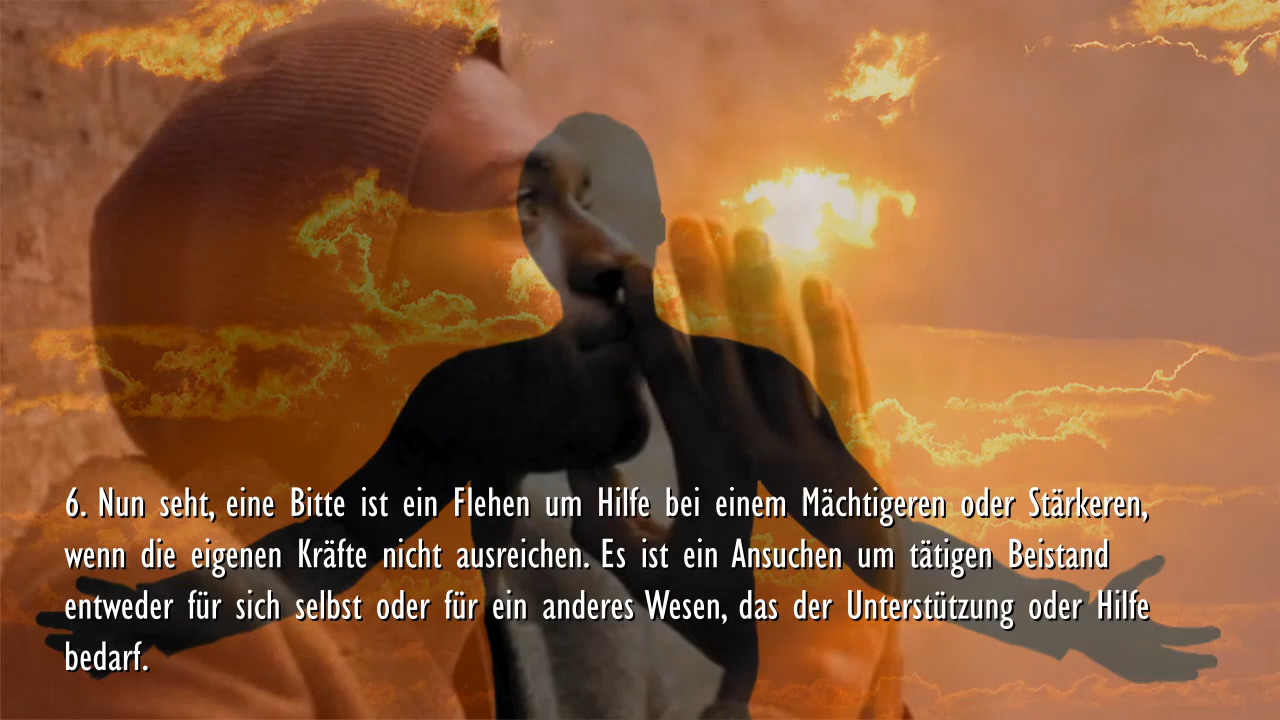 6. Nun seht, eine Bitte ist ein Flehen um Hilfe bei einem Mächtigeren oder Stärkeren,
wenn die eigenen Kräfte nicht ausreichen. Es ist ein Ansuchen um tätigen Beistand
entweder für sich selbst oder für ein anderes Wesen, das der Unterstützung oder Hilfe
bedarf.